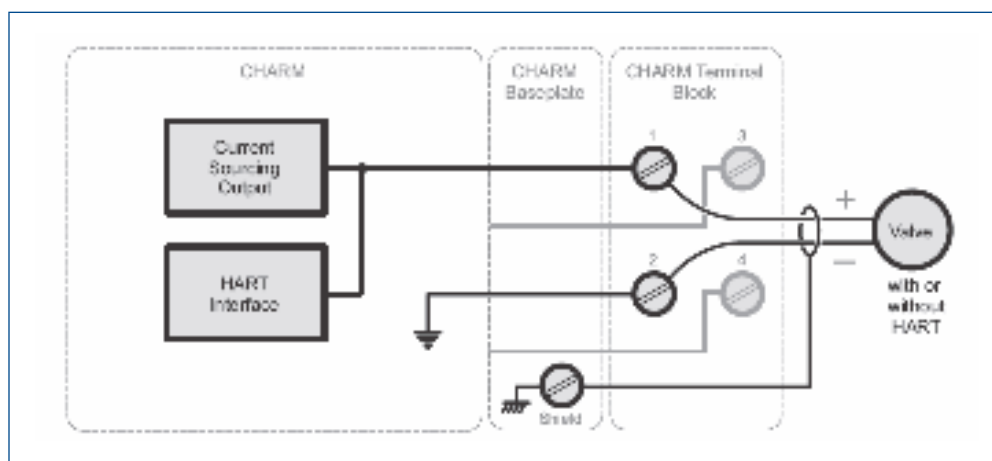 CHARM
CHARM
Baseplate
CHARM Terminal
Block
Current
Sourcing
Output
HART
Interface
1
3
2
4
+
—
Valve
with or
without
HART
Shield